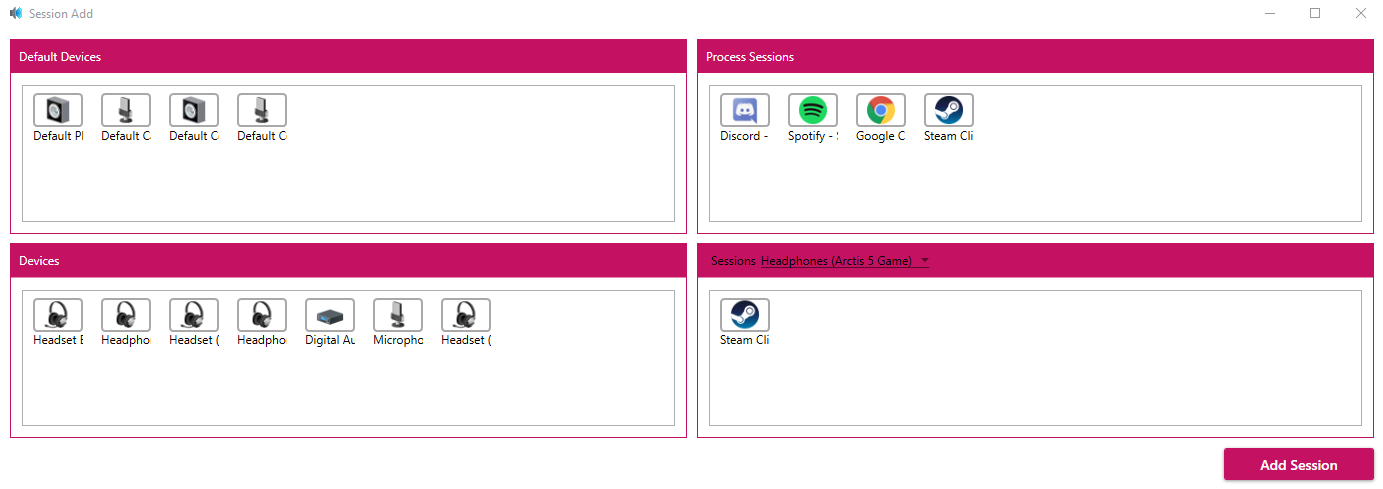 Session Add
Default Devices
Default Pl Default C Default C Default C
Process Sessions
Discord - Spotify - Google C Steam Cli
Devices
Headset E Headpho Headset ( Headpho Digital Au Micropho Headset (
Sessions Headphones (Arctis 5 Game)
Steam Cli
Add Session